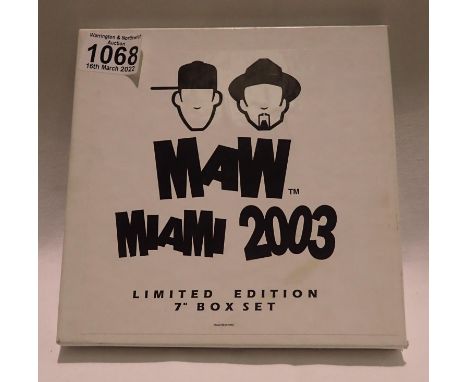 Warrington & Northwich
Auction
1068
16th March 2022
MAW™
MIAMI 2003
LIMITED EDITION
7" BOX SET